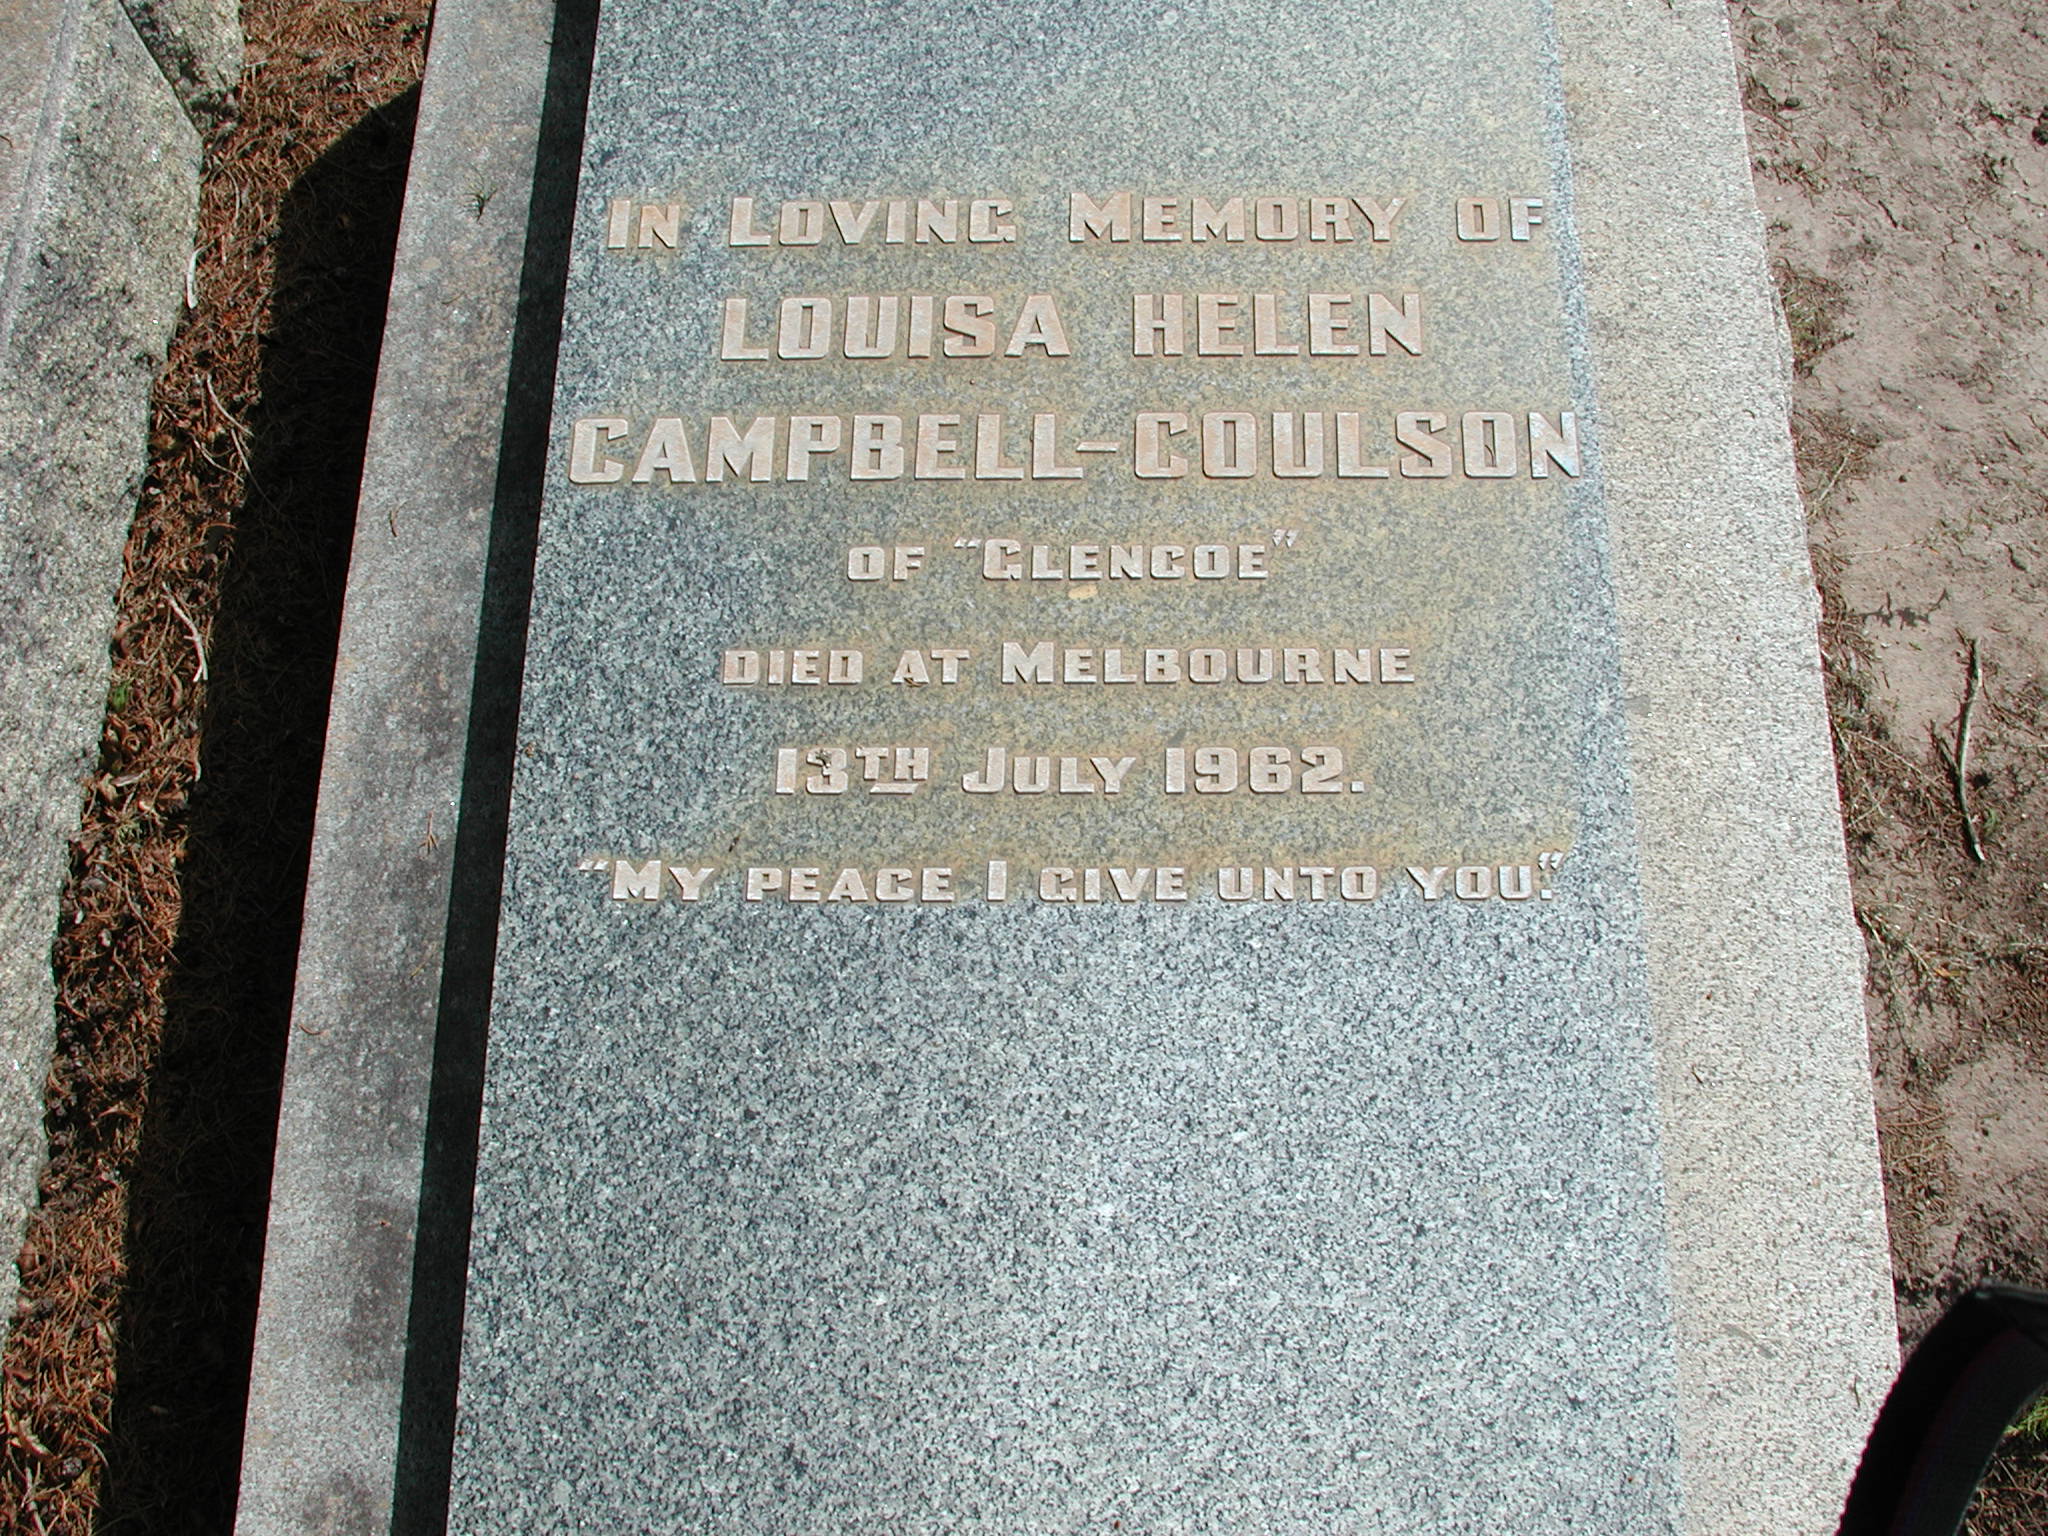 In Loving Memory of
LOUISA HELEN
CAMPBELL-COULSON
OF "GLENCOE"
DIED AT MELBOURNE
13TH JULY 1962.
"MY PEACE I GIVE UNTO YOU."